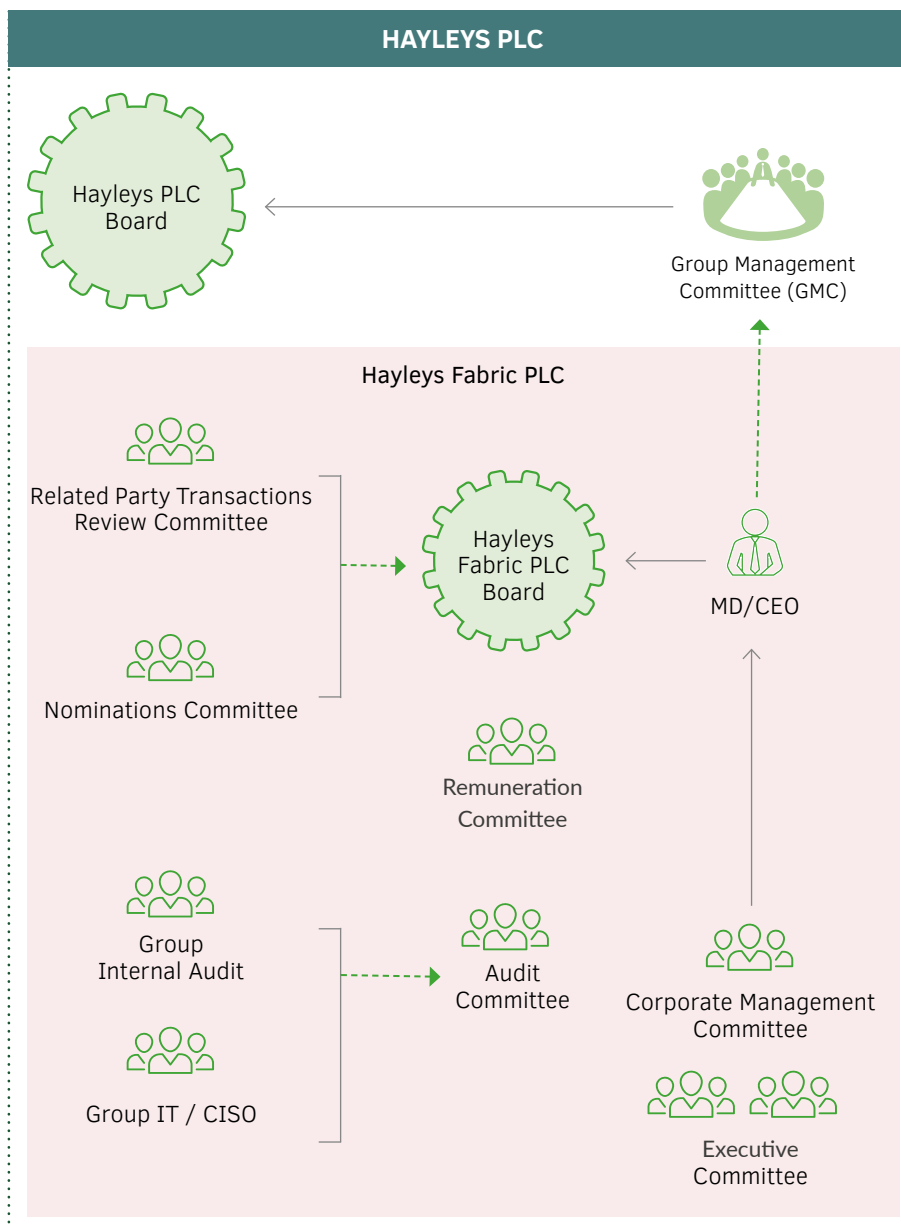 HAYLEYS PLC
Hayleys PLC
Board
Group Management
Committee (GMC)
Hayleys Fabric PLC
Related Party Transactions
Review Committee
Hayleys
Fabric PLC
Board
MD/CEO
Nominations Committee
Remuneration
Committee
Group
Internal Audit
Audit
Committee
Corporate Management
Committee
Group IT / CISO
Executive
Committee